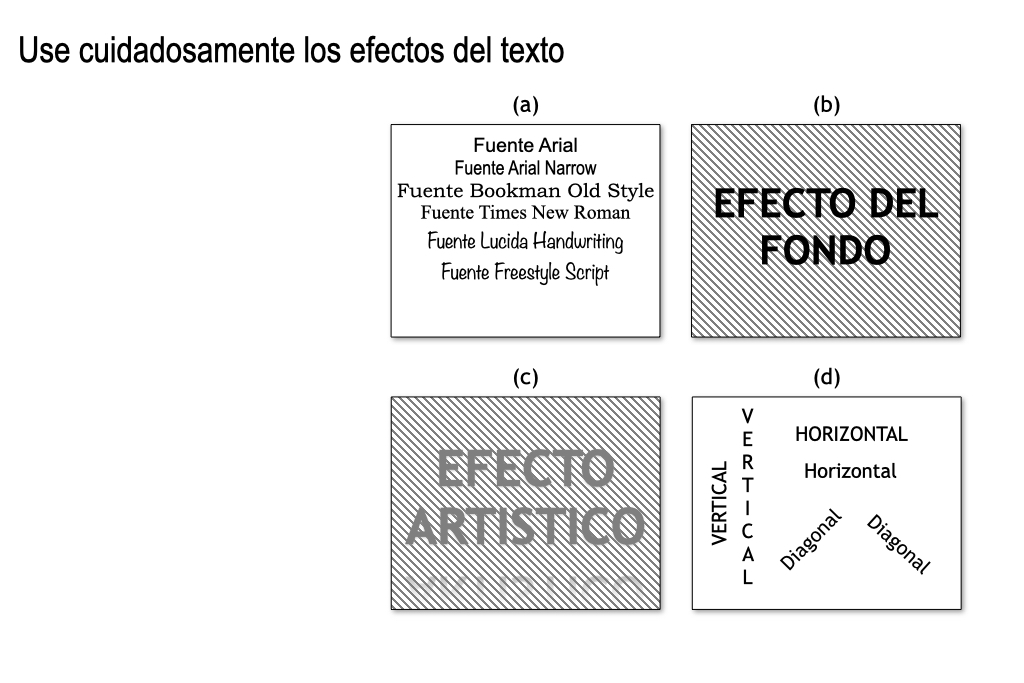 Use cuidadosamente los efectos del texto
(a)
Fuente Arial
Fuente Arial Narrow
Fuente Bookman Old Style
Fuente Times New Roman
Fuente Lucida Handwriting
Fuente Freestyle Script
(b)
EFECTO DEL
FONDO
(c)
EFECTO
ARTISTICO
(d)
VERTICAL
VERTICAL
HORIZONTAL
Horizontal
Diagonal
Diagonal